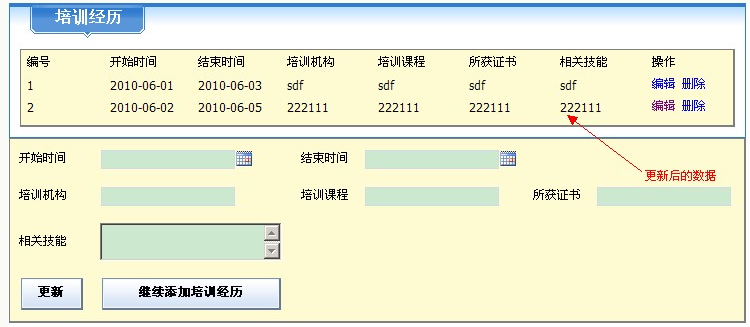 培训经历
编号 开始时间 结束时间 培训机构 培训课程 所获证书 相关技能 操作
1 2010-06-01 2010-06-03 sdf sdf sdf sdf 编辑 删除
2 2010-06-02 2010-06-05 222111 222111 222111 222111 编辑 删除
开始时间 结束时间
更新后的数据
培训机构 培训课程 所获证书
相关技能
更新 继续添加培训经历